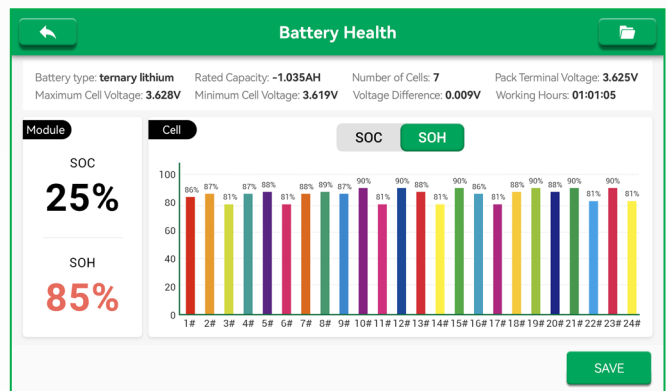 Battery Health
Battery type: ternary lithium Rated Capacity: -1.035AH Number of Cells: 7 Pack Terminal Voltage: 3.625V
Maximum Cell Voltage: 3.628V Minimum Cell Voltage: 3.619V Voltage Difference: 0.009V Working Hours: 01:01:05
Module
SOC
25%
SOH
85%
Cell
SOC SOH
100
80
60
40
20
0
86% 87% 81% 87% 88% 81% 88% 89% 87% 90% 81% 90% 88% 81% 90% 86% 81% 88% 90% 88% 90% 81% 90% 81%
1# 2# 3# 4# 5# 6# 7# 8# 9# 10# 11# 12# 13# 14# 15# 16# 17# 18# 19# 20# 21# 22# 23# 24#
SAVE